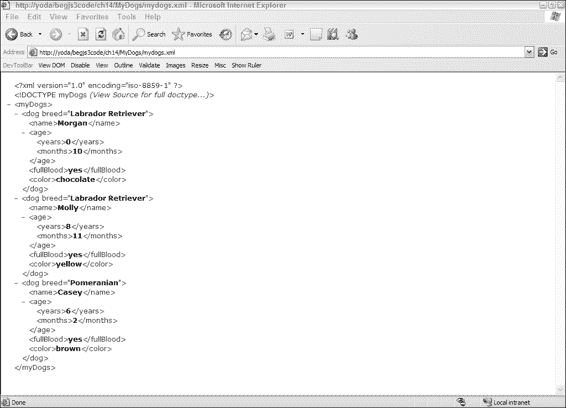 http://yoda/begjs3code/ch14/MyDogs/mydogs.xml - Microsoft Internet Explorer
File Edit View Favorites Tools Help
Back Search Favorites
Address http://yoda/begjs3code/ch14/MyDogs/mydogs.xml Go
DevToolBar View DOM Disable View Outline Validate Images Resize Misc Show Ruler
<?xml version="1.0" encoding="iso-8859-1" ?>
<!DOCTYPE myDogs (View Source for full doctype...)>
- <myDogs>
- <dog breed="Labrador Retriever">
<name>Morgan</name>
- <age>
<years>0</years>
<months>10</months>
</age>
<fullBlood>yes</fullBlood>
<color>chocolate</color>
</dog>
- <dog breed="Labrador Retriever">
<name>Molly</name>
- <age>
<years>8</years>
<months>11</months>
</age>
<fullBlood>yes</fullBlood>
<color>yellow</color>
</dog>
- <dog breed="Pomeranian">
<name>Casey</name>
- <age>
<years>6</years>
<months>2</months>
</age>
<fullBlood>yes</fullBlood>
<color>brown</color>
</dog>
</myDogs>
Done Local intranet